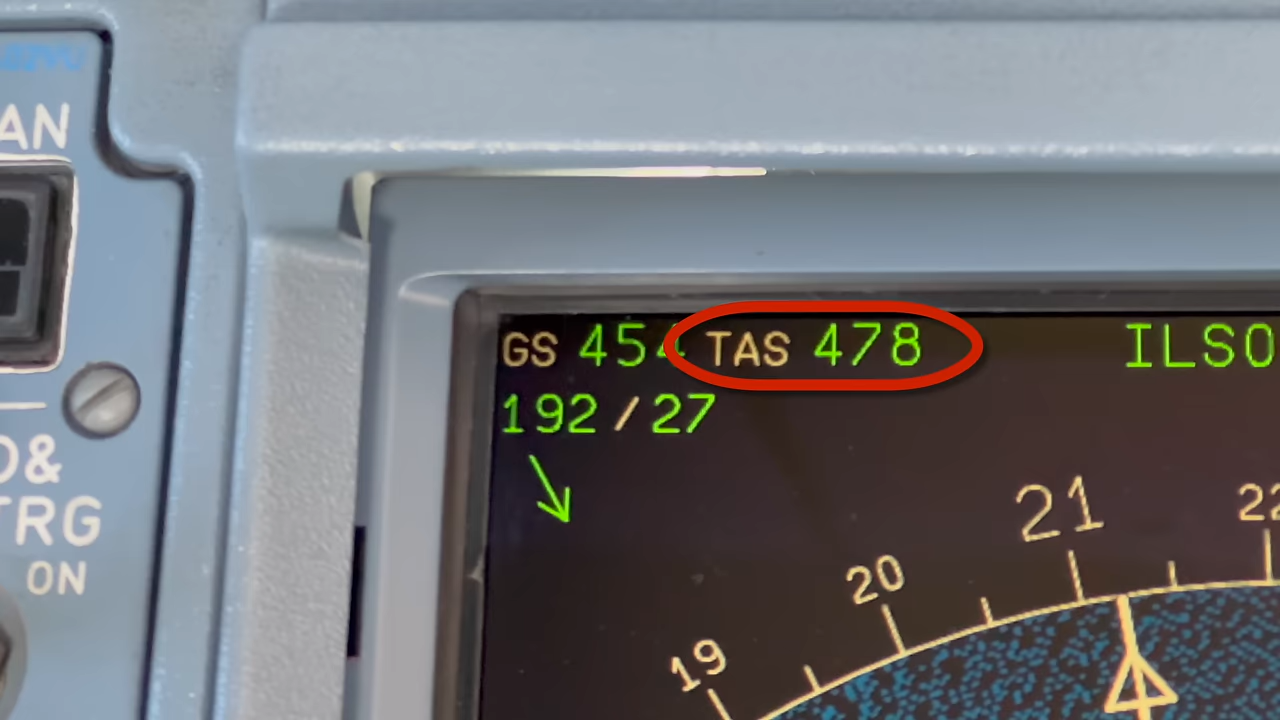 AN
GS 454 TAS 478
192/27
ILS0
21
22
20
19
D&
TRG
ON